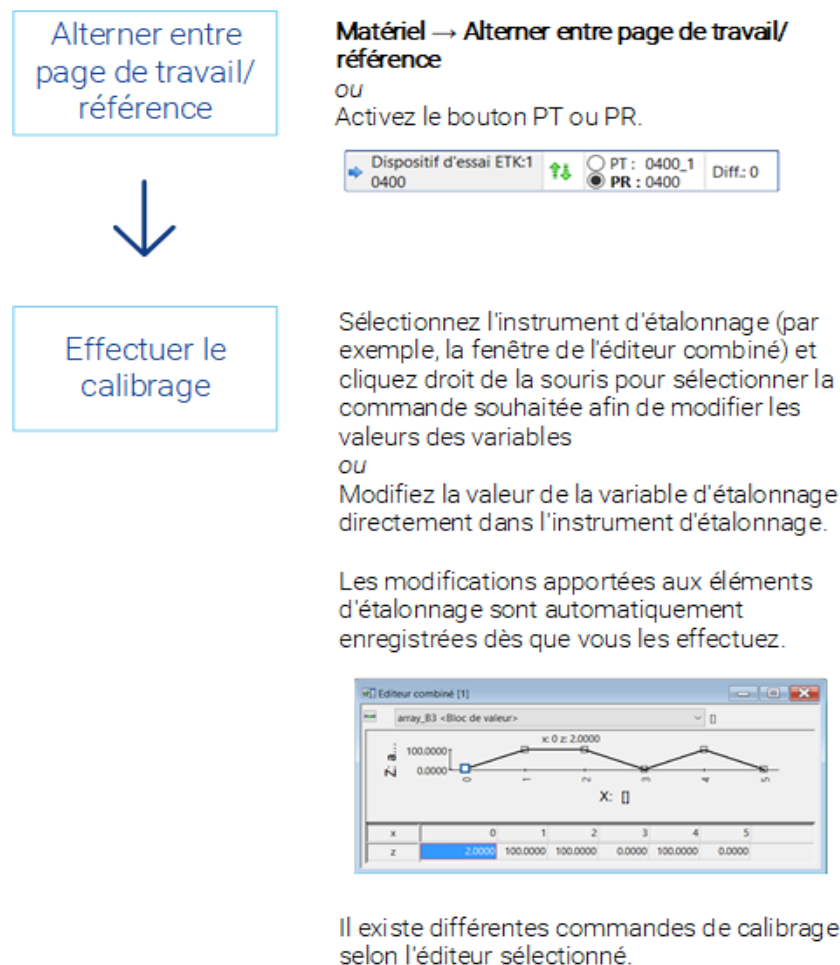 Alterner entre
page de travail/
référence
Matériel → Alterner entre page de travail/
référence
ou
Activez le bouton PT ou PR.
Dispositif d'essai ETK:1
0400
PT : 0400_1
PR : 0400
Diff.: 0
Effectuer le
calibrage
Sélectionnez l'instrument d'étalonnage (par
exemple, la fenêtre de l'éditeur combiné) et
cliquez droit de la souris pour sélectionner la
commande souhaitée afin de modifier les
valeurs des variables
ou
Modifiez la valeur de la variable d'étalonnage
directement dans l'instrument d'étalonnage.
Les modifications apportées aux éléments
d'étalonnage sont automatiquement
enregistrées dès que vous les effectuez.
Editeur combiné [1]
array_B3 <Bloc de valeur> []
x: 0 z: 2.0000
Z: a...
100.0000
0.0000
0 1 2 3 4 5
X: []
x 0 1 2 3 4 5
z 2.0000 100.0000 100.0000 0.0000 100.0000 0.0000
Il existe différentes commandes de calibrage
selon l'éditeur sélectionné.